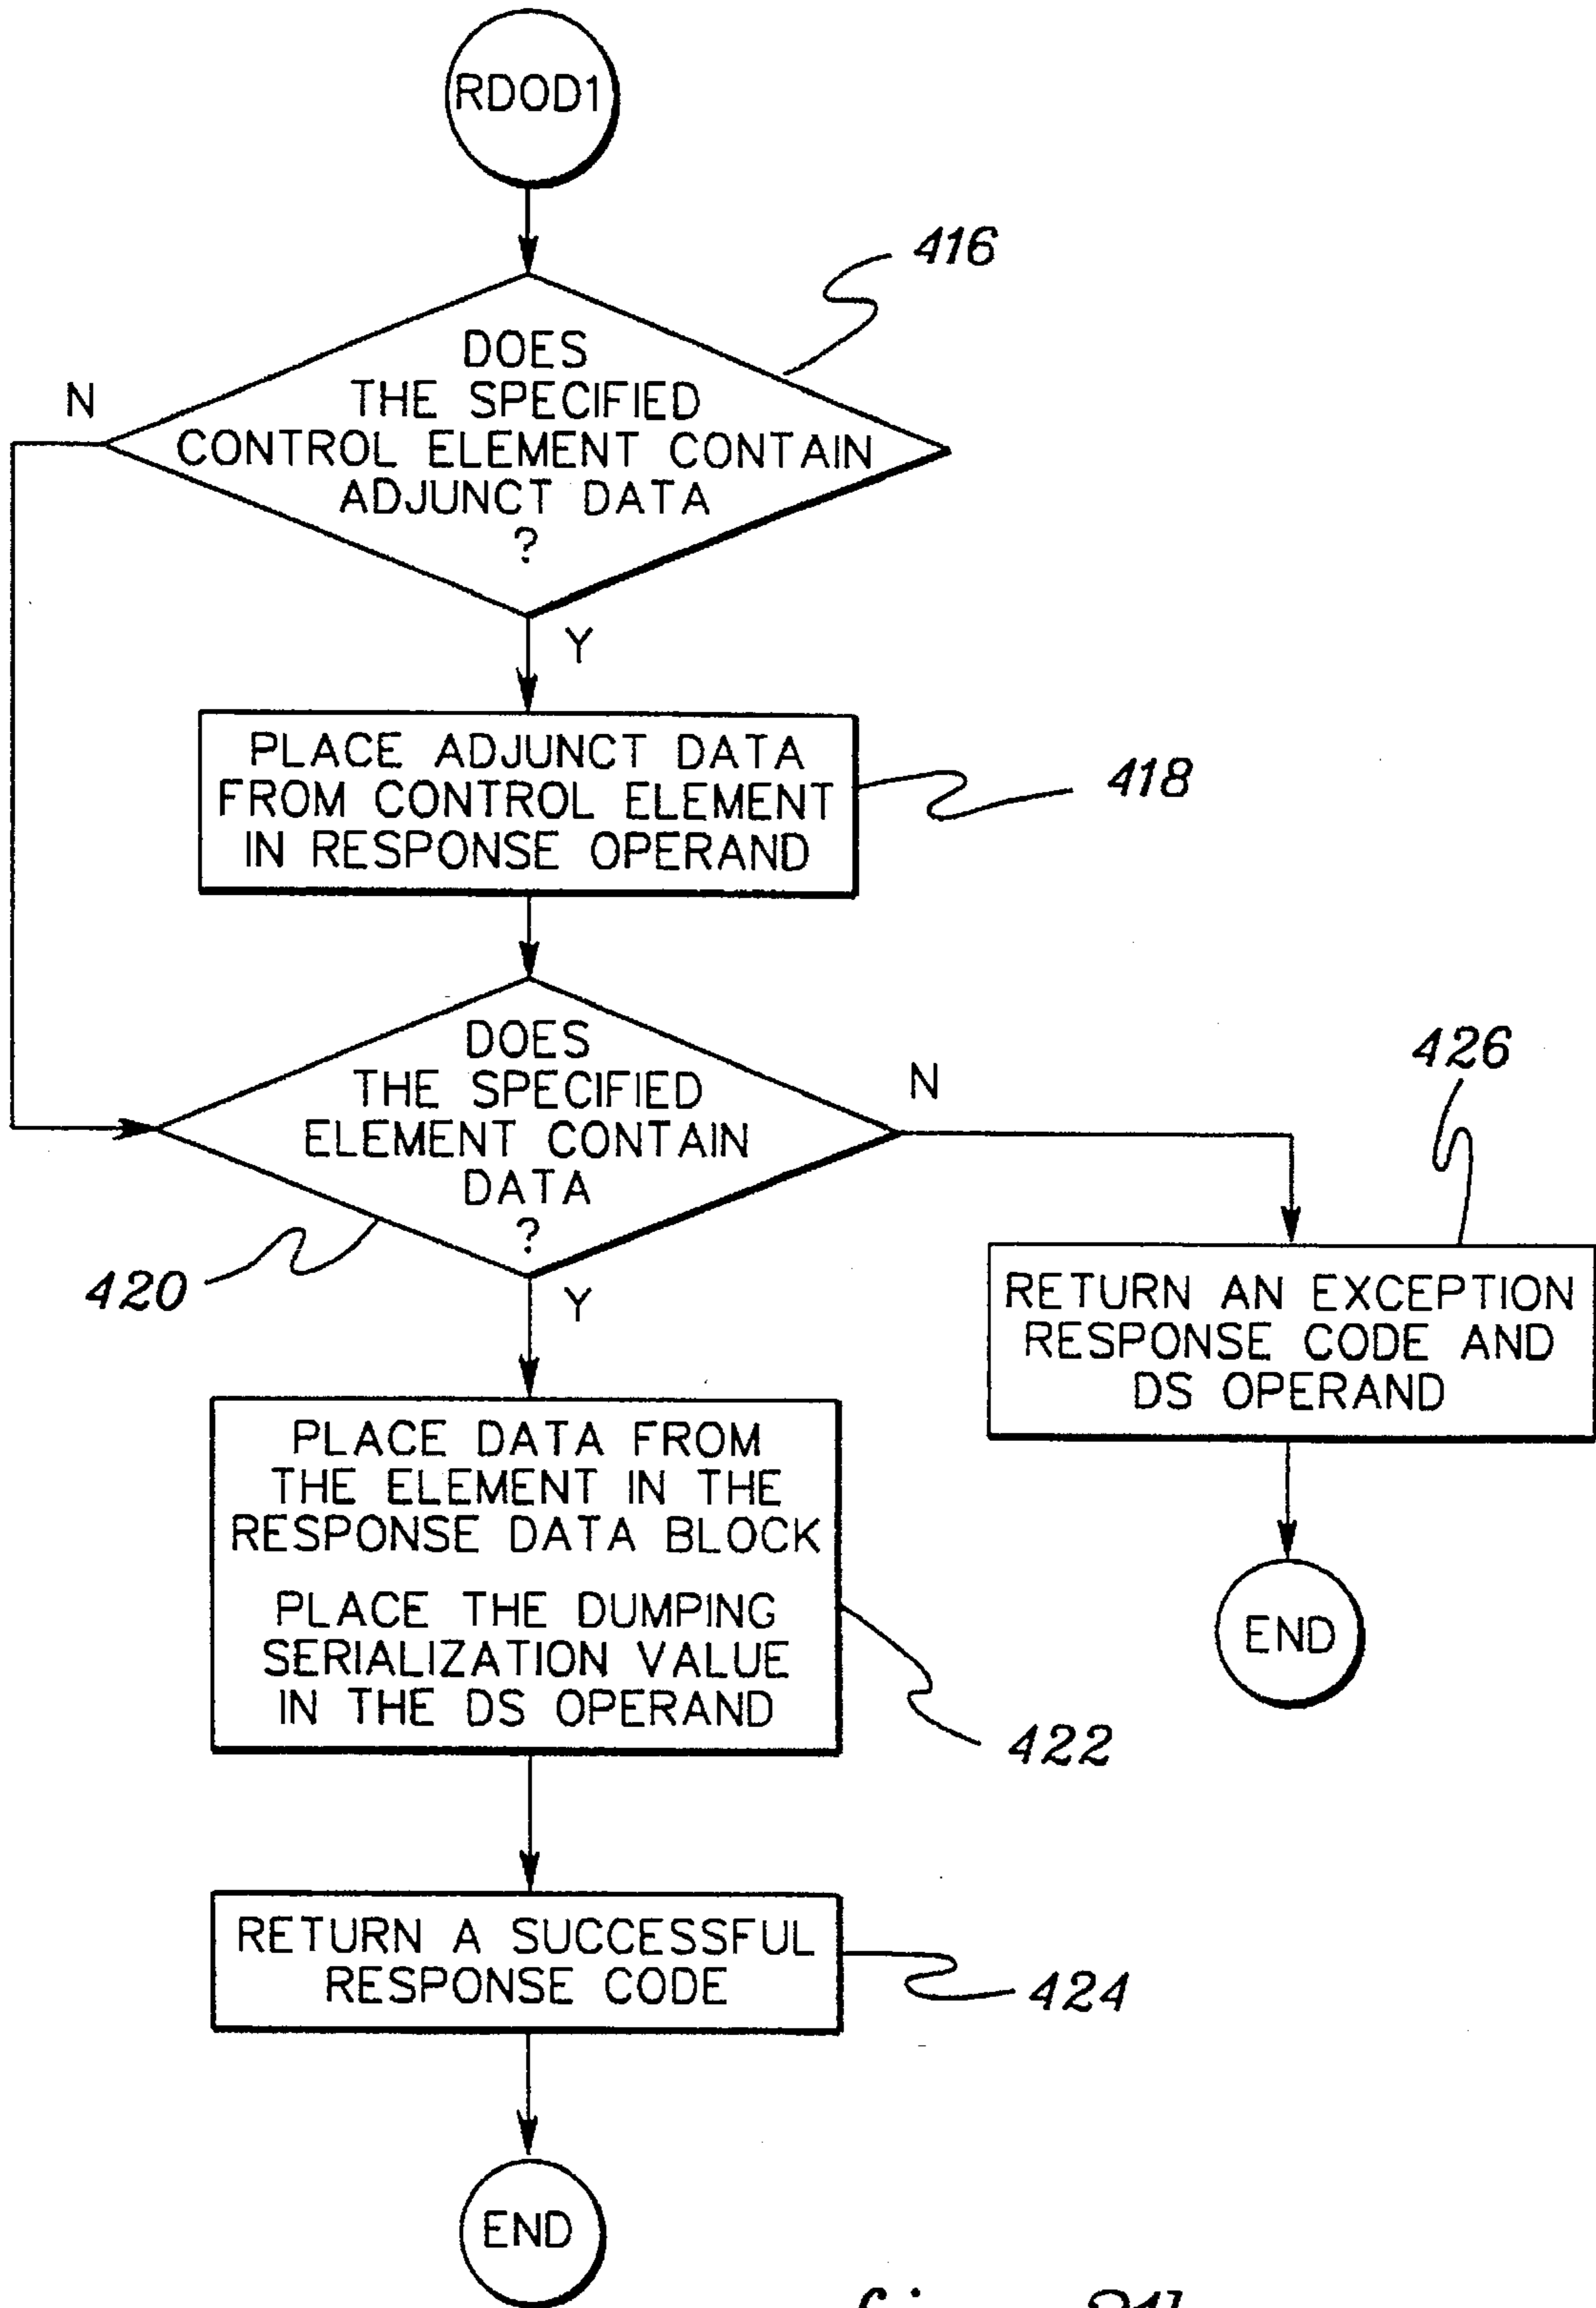 RDOD1
416
DOES
THE SPECIFIED
CONTROL ELEMENT CONTAIN
ADJUNCT DATA
?
N
Y
PLACE ADJUNCT DATA
FROM CONTROL ELEMENT
IN RESPONSE OPERAND
418
DOES
THE SPECIFIED
ELEMENT CONTAIN
DATA
?
N
426
420
Y
RETURN AN EXCEPTION
RESPONSE CODE AND
DS OPERAND
END
PLACE DATA FROM
THE ELEMENT IN THE
RESPONSE DATA BLOCK
PLACE THE DUMPING
SERIALIZATION VALUE
IN THE DS OPERAND
422
RETURN A SUCCESSFUL
RESPONSE CODE
424
END